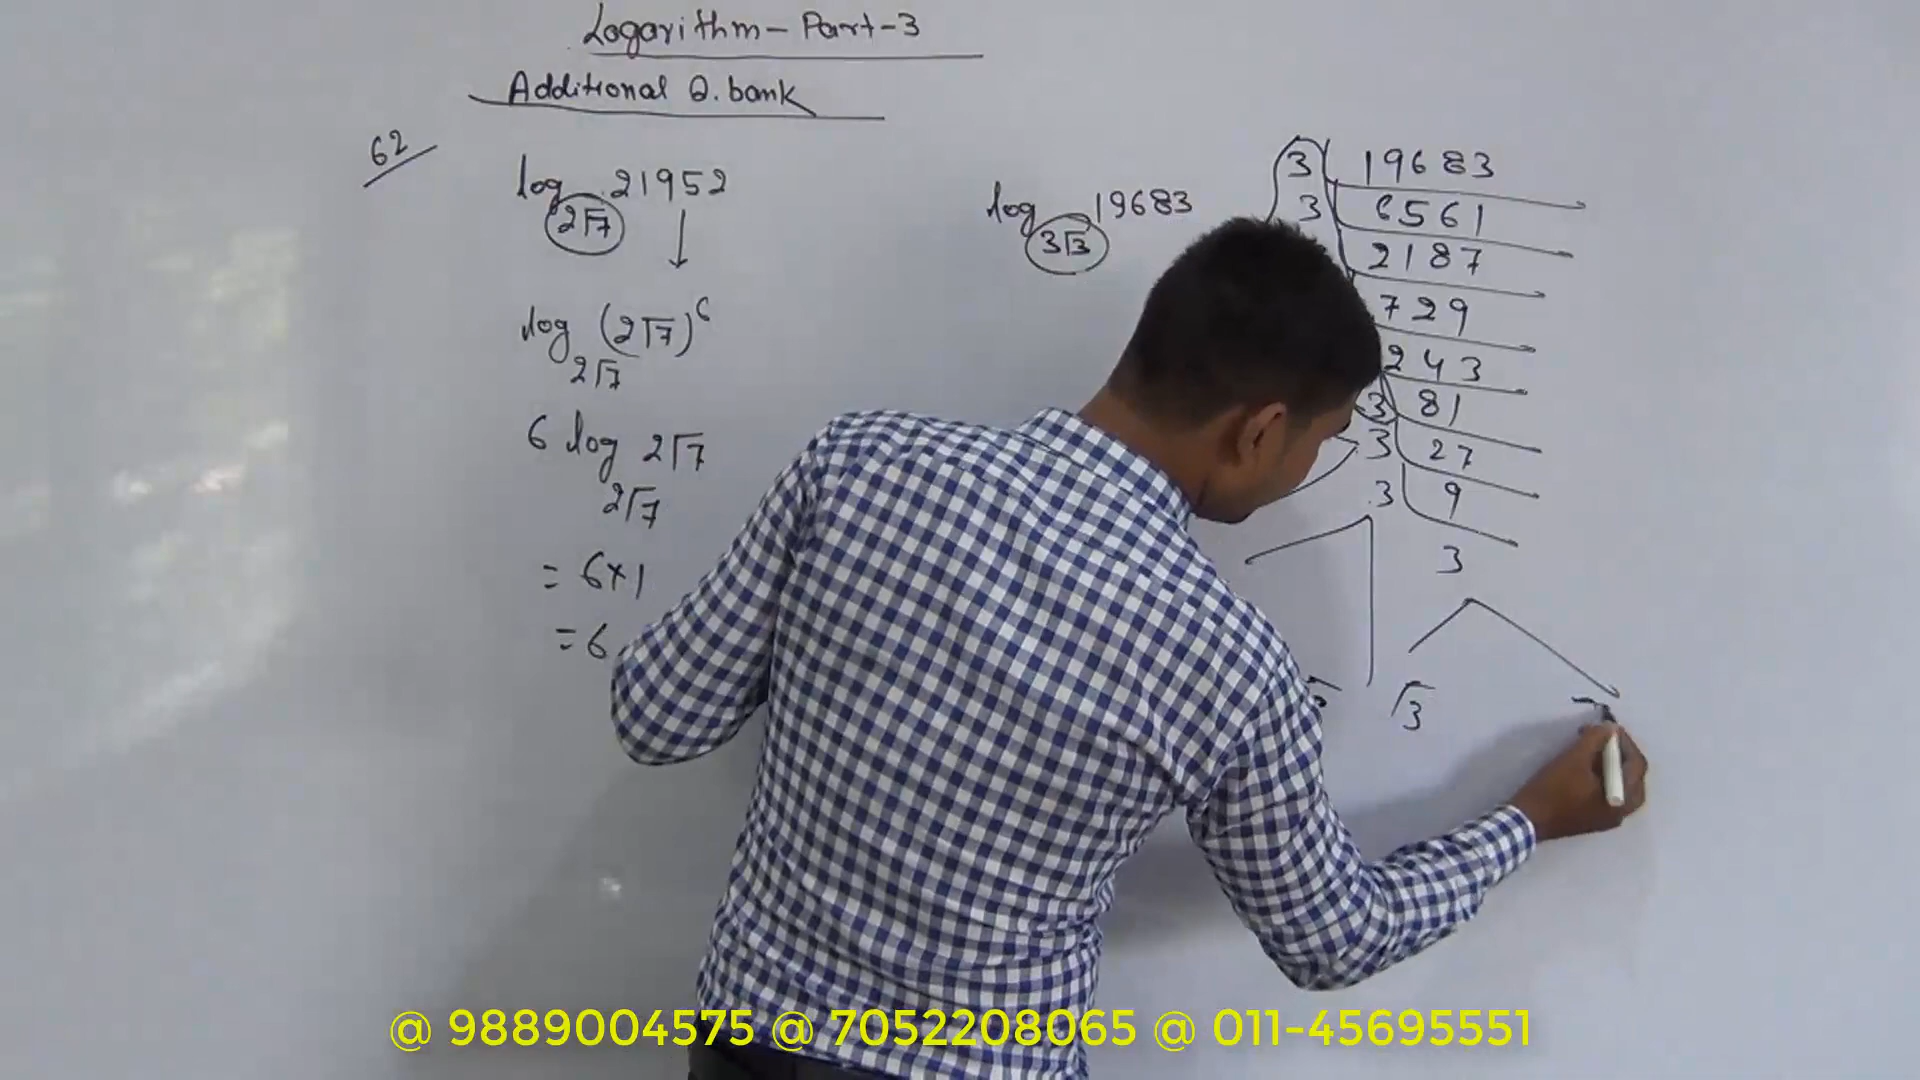 Logarithm - Part-3
Additional Q. bank
62
log 2√7 21952
log 2√7 (2√7)^6
6 log 2√7 2√7
= 6×1
= 6
log 3√3 19683
3 19683
3 6561
2187
729
243
3 81
3 27
3 9
3
√3
@ 9889004575 @ 7052208065 @ 011-45695551